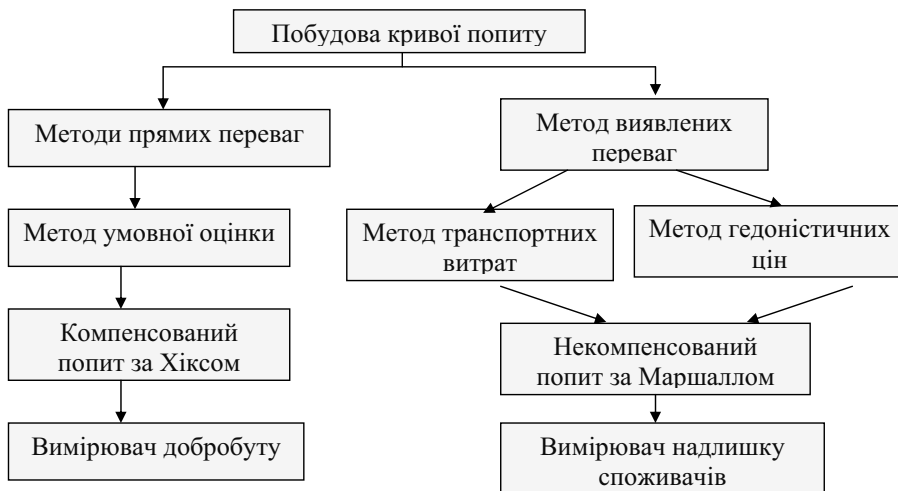 Побудова кривої попиту
Методи прямих переваг
Метод виявлених
переваг
Метод умовної оцінки
Метод транспортних
витрат
Метод гедоністичних
цін
Компенсований
попит за Хіксом
Некомпенсований
попит за Маршаллом
Вимірювач добробуту
Вимірювач надлишку
споживачів